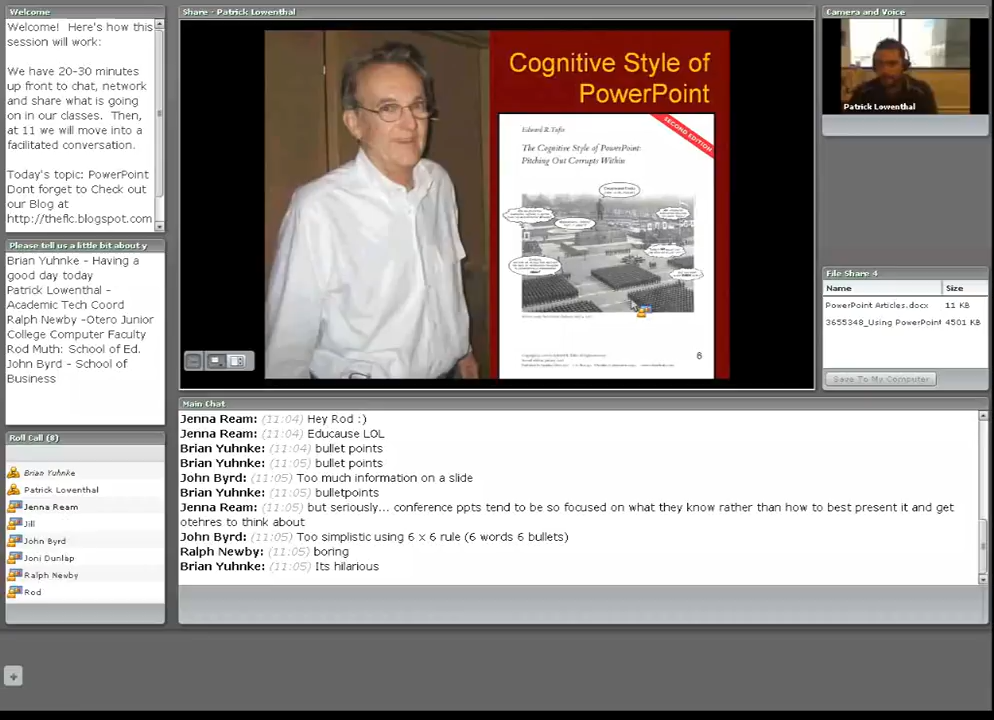 Welcome
Welcome!  Here's how this
session will work:
We have 20-30 minutes
up front to chat, network
and share what is going
on in our classes.  Then,
at 11 we will move into a
facilitated conversation.
Today's topic: PowerPoint
Dont forget to Check out
our Blog at
http://theflc.blogspot.com
Please tell us a little bit about y
Brian Yuhnke - Having a
good day today
Patrick Lowenthal -
Academic Tech Coord
Ralph Newby -Otero Junior
College Computer Faculty
Rod Muth: School of Ed.
John Byrd - School of
Business
Roll Call (8)
Brian Yuhnke
Patrick Lowenthal
Jenna Ream
Jill
John Byrd
Joni Dunlap
Ralph Newby
Rod
Share - Patrick Lowenthal
Cognitive Style of
PowerPoint
Edward R. Tufte
SECOND EDITION
The Cognitive Style of PowerPoint:
Pitching Out Corrupts Within
6
Main Chat
Jenna Ream: (11:04) Hey Rod :)
Jenna Ream: (11:04) Educause LOL
Brian Yuhnke: (11:04) bullet points
Brian Yuhnke: (11:05) bullet points
John Byrd: (11:05) Too much information on a slide
Brian Yuhnke: (11:05) bulletpoints
Jenna Ream: (11:05) but seriously... conference ppts tend to be so focused on what they know rather than how to best present it and get
otehres to think about
John Byrd: (11:05) Too simplistic using 6 x 6 rule (6 words 6 bullets)
Ralph Newby: (11:05) boring
Brian Yuhnke: (11:05) Its hilarious
Camera and Voice
Patrick Lowenthal
File Share 4
Name Size
PowerPoint Articles.docx 11 KB
3655348_Using PowerPoint 4501 KB
Save To My Computer